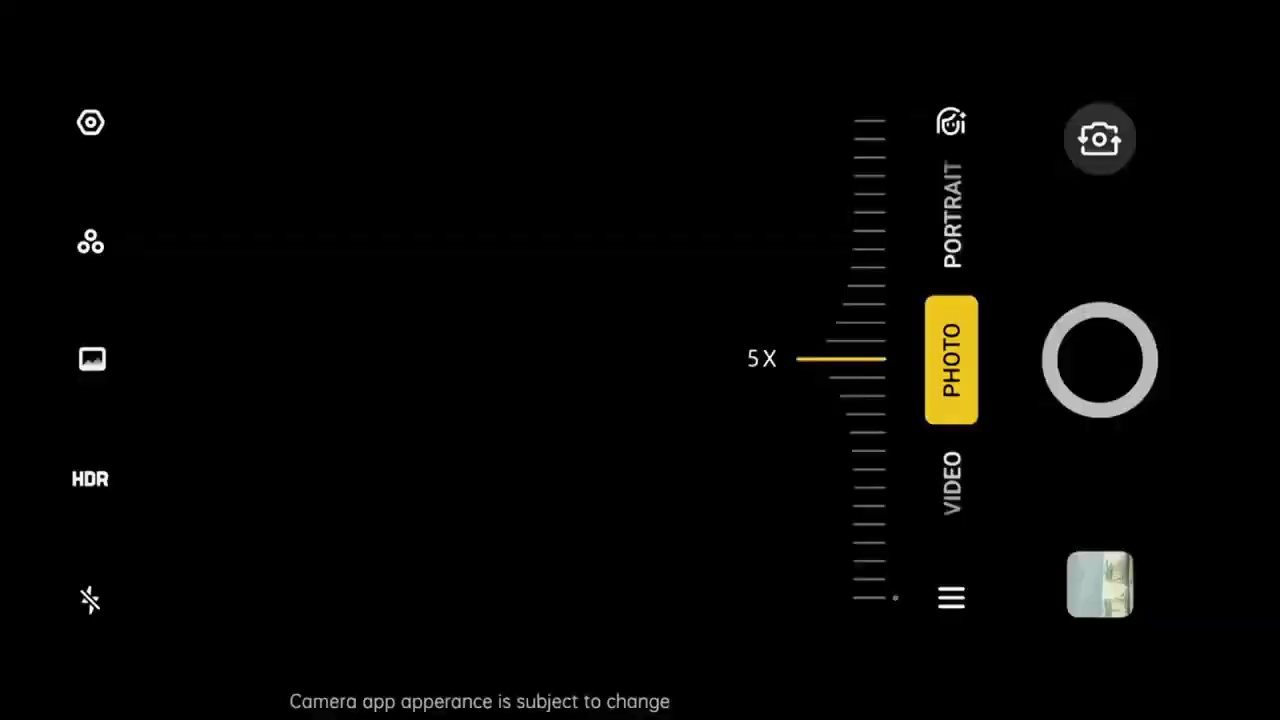 PORTRAIT
5X
PHOTO
HDR
VIDEO
Camera app apperance is subject to change